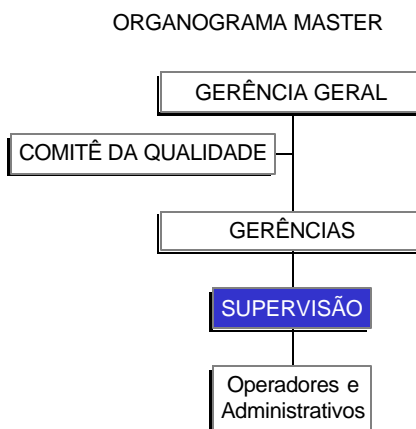 ORGANOGRAMA MASTER
GERÊNCIA GERAL
COMITÊ DA QUALIDADE
GERÊNCIAS
SUPERVISÃO
Operadores e
Administrativos